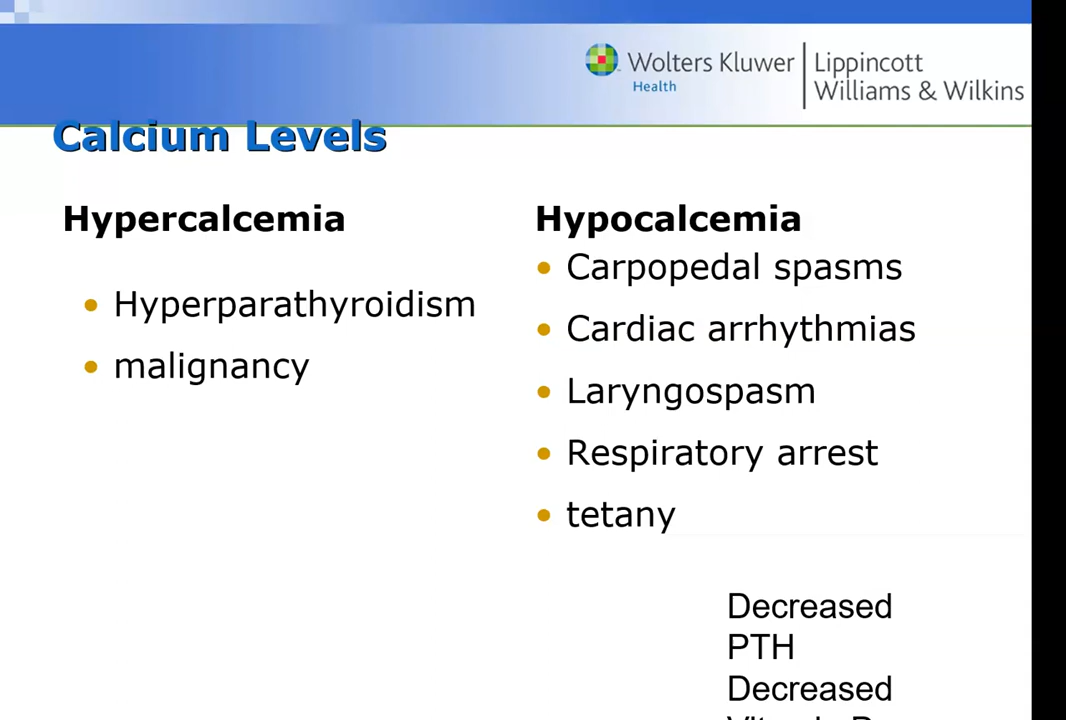 Wolters Kluwer
Health
Lippincott
Williams & Wilkins
Calcium Levels
Hypercalcemia
• Hyperparathyroidism
• malignancy
Hypocalcemia
• Carpopedal spasms
• Cardiac arrhythmias
• Laryngospasm
• Respiratory arrest
• tetany
Decreased
PTH
Decreased